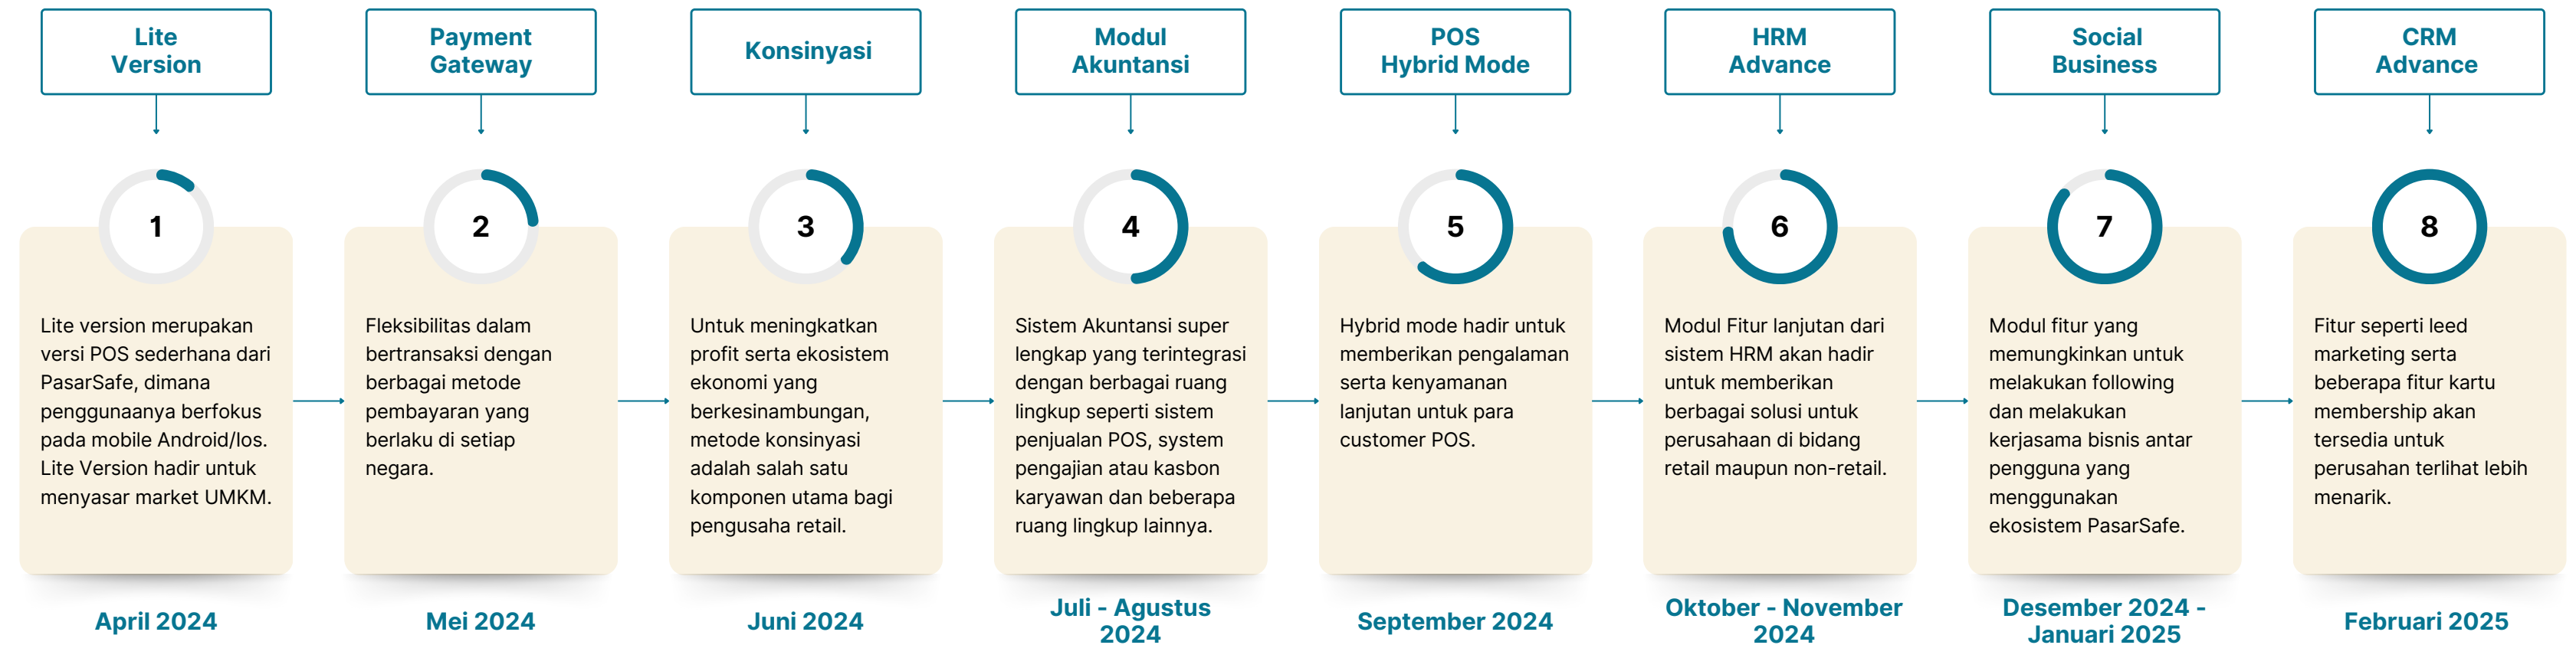 Lite
Version
1
Lite version merupakan
versi POS sederhana dari
PasarSafe, dimana
penggunaanya berfokus
pada mobile Android/Ios.
Lite Version hadir untuk
menyasar market UMKM.
April 2024
Payment
Gateway
2
Fleksibilitas dalam
bertransaksi dengan
berbagai metode
pembayaran yang
berlaku di setiap
negara.
Mei 2024
Konsinyasi
3
Untuk meningkatkan
profit serta ekosistem
ekonomi yang
berkesinambungan,
metode konsinyasi
adalah salah satu
komponen utama bagi
pengusaha retail.
Juni 2024
Modul
Akuntansi
4
Sistem Akuntansi super
lengkap yang terintegrasi
dengan berbagai ruang
lingkup seperti sistem
penjualan POS, system
pengajian atau kasbon
karyawan dan beberapa
ruang lingkup lainnya.
Juli - Agustus
2024
POS
Hybrid Mode
5
Hybrid mode hadir untuk
memberikan pengalaman
serta kenyamanan
lanjutan untuk para
customer POS.
September 2024
HRM
Advance
6
Modul Fitur lanjutan dari
sistem HRM akan hadir
untuk memberikan
berbagai solusi untuk
perusahaan di bidang
retail maupun non-retail.
Oktober - November
2024
Social
Business
7
Modul fitur yang
memungkinkan untuk
melakukan following
dan melakukan
kerjasama bisnis antar
pengguna yang
menggunakan
ekosistem PasarSafe.
Desember 2024 -
Januari 2025
CRM
Advance
8
Fitur seperti leed
marketing serta
beberapa fitur kartu
membership akan
tersedia untuk
perusahan terlihat lebih
menarik.
Februari 2025